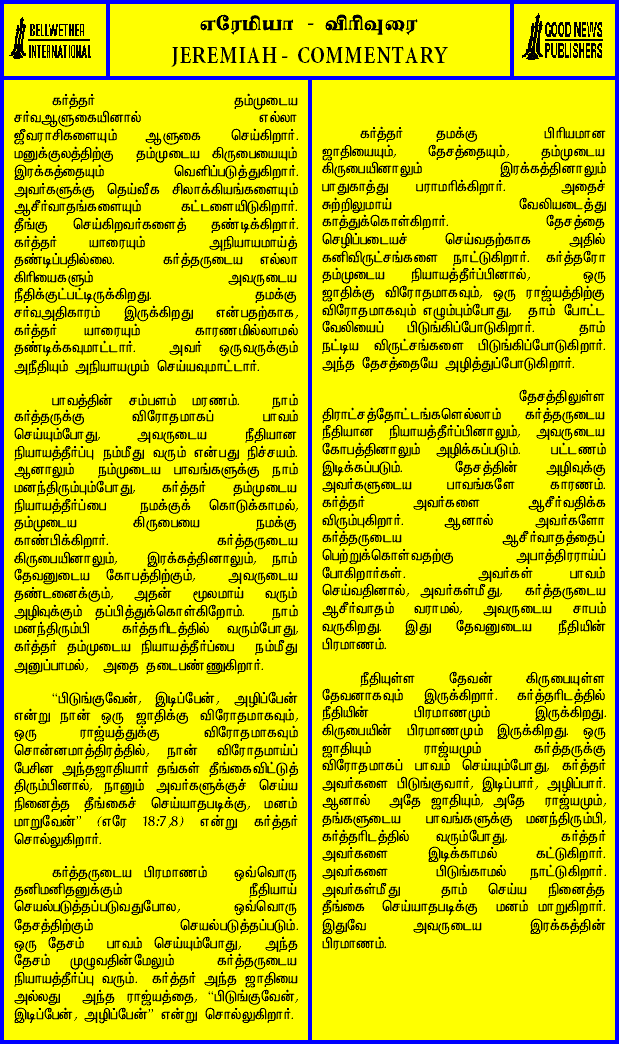 BELLWETHER
INTERNATIONAL
எரேமியா - விரிவுரை
JEREMIAH - COMMENTARY
GOOD NEWS
PUBLISHERS
கர்த்தர் தம்முடைய
சர்வஆளுகையினால் எல்லா
ஜீவராசிகளையும் ஆளுகை செய்கிறார்.
மனுக்குலத்திற்கு தம்முடைய கிருபையையும்
இரக்கத்தையும் வெளிப்படுத்துகிறார்.
அவர்களுக்கு தெய்வீக சிலாக்கியங்களையும்
ஆசீர்வாதங்களையும் கட்டளையிடுகிறார்.
தீங்கு செய்கிறவர்களைத் தண்டிக்கிறார்.
கர்த்தர் யாரையும் அநியாயமாய்த்
தண்டிப்பதில்லை. கர்த்தருடைய எல்லா
கிரியைகளும் அவருடைய
நீதிக்குட்பட்டிருக்கிறது. தமக்கு
சர்வஅதிகாரம் இருக்கிறது என்பதற்காக,
கர்த்தர் யாரையும் காரணமில்லாமல்
தண்டிக்கவுமாட்டார். அவர் ஒருவருக்கும்
அநீதியும் அநியாயமும் செய்யவுமாட்டார்.
பாவத்தின் சம்பளம் மரணம். நாம்
கர்த்தருக்கு விரோதமாகப் பாவம்
செய்யும்போது, அவருடைய நீதியான
நியாயத்தீர்ப்பு நம்மீது வரும் என்பது நிச்சயம்.
ஆனாலும் நம்முடைய பாவங்களுக்கு நாம்
மனந்திரும்பும்போது, கர்த்தர் தம்முடைய
நியாயத்தீர்ப்பை நமக்குக் கொடுக்காமல்,
தம்முடைய கிருபையை நமக்கு
காண்பிக்கிறார். கர்த்தருடைய
கிருபையினாலும், இரக்கத்தினாலும், நாம்
தேவனுடைய கோபத்திற்கும், அவருடைய
தண்டனைக்கும், அதன் மூலமாய் வரும்
அழிவுக்கும் தப்பித்துக்கொள்கிறோம். நாம்
மனந்திரும்பி கர்த்தரிடத்தில் வரும்போது,
கர்த்தர் தம்முடைய நியாயத்தீர்ப்பை நம்மீது
அனுப்பாமல், அதை தடைபண்ணுகிறார்.
“பிடுங்குவேன், இடிப்பேன், அழிப்பேன்
என்று நான் ஒரு ஜாதிக்கு விரோதமாகவும்,
ஒரு ராஜ்யத்துக்கு விரோதமாகவும்
சொன்னமாத்திரத்தில், நான் விரோதமாய்ப்
பேசின அந்தஜாதியார் தங்கள் தீங்கைவிட்டுத்
திரும்பினால், நானும் அவர்களுக்குச் செய்ய
நினைத்த தீங்கைச் செய்யாதபடிக்கு, மனம்
மாறுவேன்” (எரே 18:7,8) என்று கர்த்தர்
சொல்லுகிறார்.
கர்த்தருடைய பிரமாணம் ஒவ்வொரு
தனிமனிதனுக்கும் நீதியாய்
செயல்படுத்தப்படுவதுபோல, ஒவ்வொரு
தேசத்திற்கும் செயல்படுத்தப்படும்.
ஒரு தேசம் பாவம் செய்யும்போது, அந்த
தேசம் முழுவதின்மேலும் கர்த்தருடைய
நியாயத்தீர்ப்பு வரும். கர்த்தர் அந்த ஜாதியை
அல்லது அந்த ராஜ்யத்தை, “பிடுங்குவேன்,
இடிப்பேன், அழிப்பேன்” என்று சொல்லுகிறார்.
கர்த்தர் தமக்கு பிரியமான
ஜாதியையும், தேசத்தையும், தம்முடைய
கிருபையினாலும் இரக்கத்தினாலும்
பாதுகாத்து பராமரிக்கிறார். அதைச்
சுற்றிலுமாய் வேலியடைத்து
காத்துக்கொள்கிறார். தேசத்தை
செழிப்படையச் செய்வதற்காக அதில்
கனிவிருட்சங்களை நாட்டுகிறார். கர்த்தரோ
தம்முடைய நியாயத்தீர்ப்பினால், ஒரு
ஜாதிக்கு விரோதமாகவும், ஒரு ராஜ்யத்திற்கு
விரோதமாகவும் எழும்பும்போது, தாம் போட்ட
வேலியைப் பிடுங்கிப்போடுகிறார். தாம்
நட்டிய விருட்சங்களை பிடுங்கிப்போடுகிறார்.
அந்த தேசத்தையே அழித்துப்போடுகிறார்.
தேசத்திலுள்ள
திராட்சத்தோட்டங்களெல்லாம் கர்த்தருடைய
நீதியான நியாயத்தீர்ப்பினாலும், அவருடைய
கோபத்தினாலும் அழிக்கப்படும். பட்டணம்
இடிக்கப்படும். தேசத்தின் அழிவுக்கு
அவர்களுடைய பாவங்களே காரணம்.
கர்த்தர் அவர்களை ஆசீர்வதிக்க
விரும்புகிறார். ஆனால் அவர்களோ
கர்த்தருடைய ஆசீர்வாதத்தைப்
பெற்றுக்கொள்வதற்கு அபாத்திரராய்ப்
போகிறார்கள். அவர்கள் பாவம்
செய்வதினால், அவர்கள்மீது, கர்த்தருடைய
ஆசீர்வாதம் வராமல், அவருடைய சாபம்
வருகிறது. இது தேவனுடைய நீதியின்
பிரமாணம்.
நீதியுள்ள தேவன் கிருபையுள்ள
தேவனாகவும் இருக்கிறார். கர்த்தரிடத்தில்
நீதியின் பிரமாணமும் இருக்கிறது.
கிருபையின் பிரமாணமும் இருக்கிறது. ஒரு
ஜாதியும் ராஜ்யமும் கர்த்தருக்கு
விரோதமாகப் பாவம் செய்யும்போது, கர்த்தர்
அவர்களை பிடுங்குவார், இடிப்பார், அழிப்பார்.
ஆனால் அதே ஜாதியும், அதே ராஜ்யமும்,
தங்களுடைய பாவங்களுக்கு மனந்திரும்பி,
கர்த்தரிடத்தில் வரும்போது, கர்த்தர்
அவர்களை இடிக்காமல் கட்டுகிறார்.
அவர்களை பிடுங்காமல் நாட்டுகிறார்.
அவர்கள்மீது தாம் செய்ய நினைத்த
தீங்கை செய்யாதபடிக்கு மனம் மாறுகிறார்.
இதுவே அவருடைய இரக்கத்தின்
பிரமாணம்.